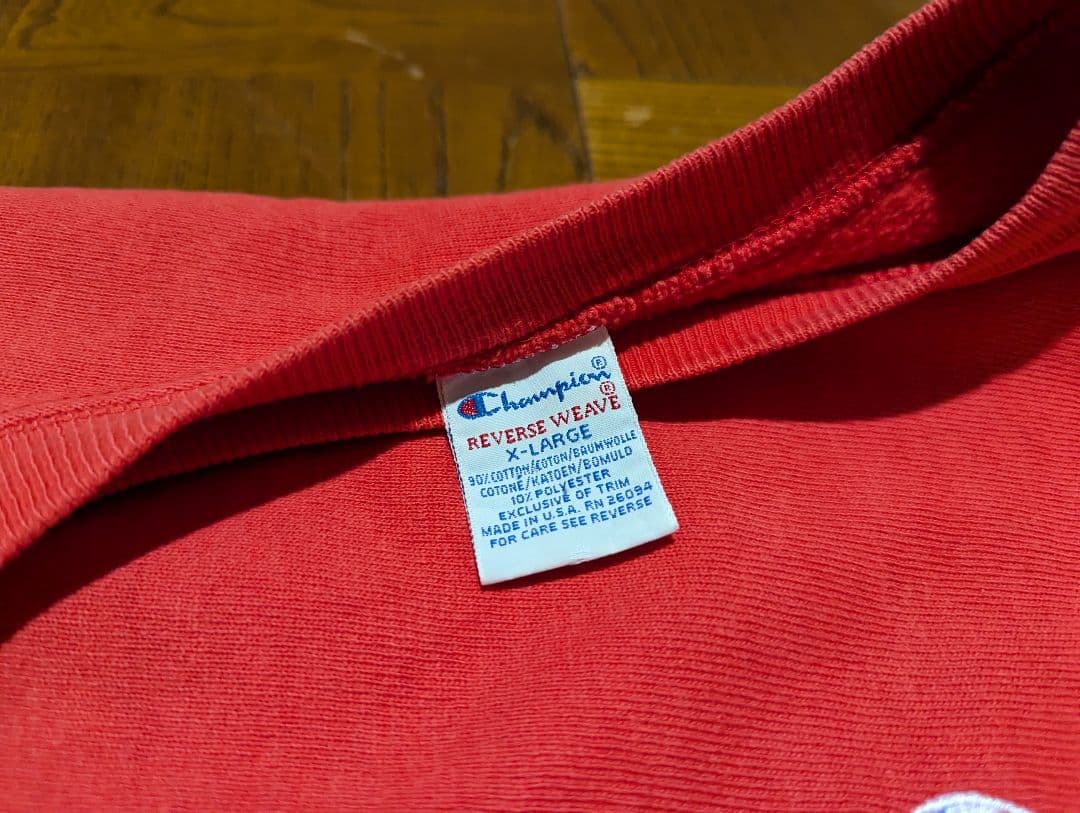 Champion®
REVERSE WEAVE®
X-LARGE
90% COTTON/COTON/BAUMWOLLE
COTONE/KATOEN/BOMULD
10% POLYESTER
EXCLUSIVE OF TRIM
MADE IN U.S.A. RN 26094
FOR CARE SEE REVERSE